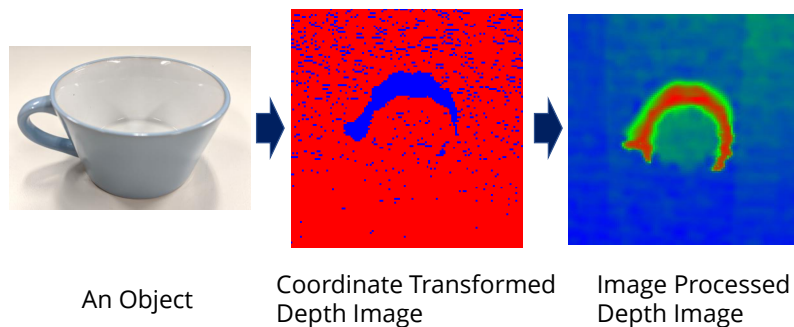 An Object
Coordinate Transformed
Depth Image
Image Processed
Depth Image